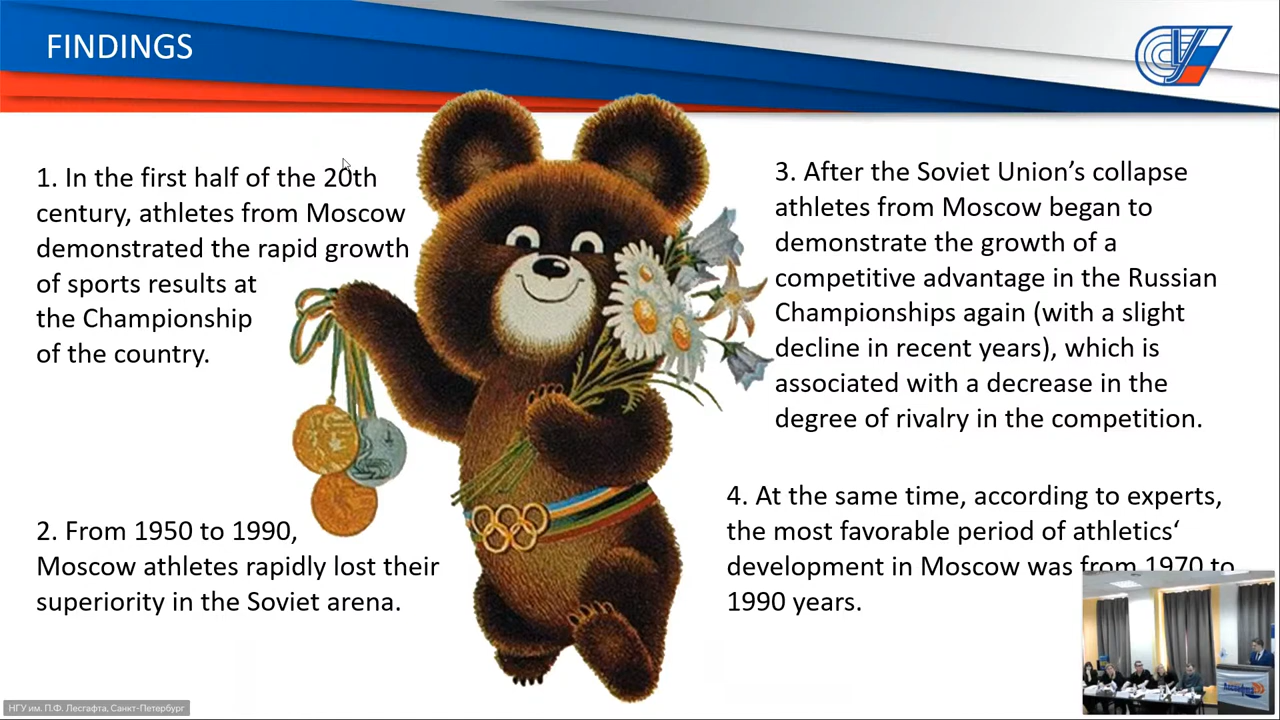 FINDINGS
1. In the first half of the 20th
century, athletes from Moscow
demonstrated the rapid growth
of sports results at
the Championship
of the country.
2. From 1950 to 1990,
Moscow athletes rapidly lost their
superiority in the Soviet arena.
3. After the Soviet Union’s collapse
athletes from Moscow began to
demonstrate the growth of a
competitive advantage in the Russian
Championships again (with a slight
decline in recent years), which is
associated with a decrease in the
degree of rivalry in the competition.
4. At the same time, according to experts,
the most favorable period of athletics‘
development in Moscow was from 1970 to
1990 years.
НГУ им. П.Ф. Лесгафта, Санкт-Петербург